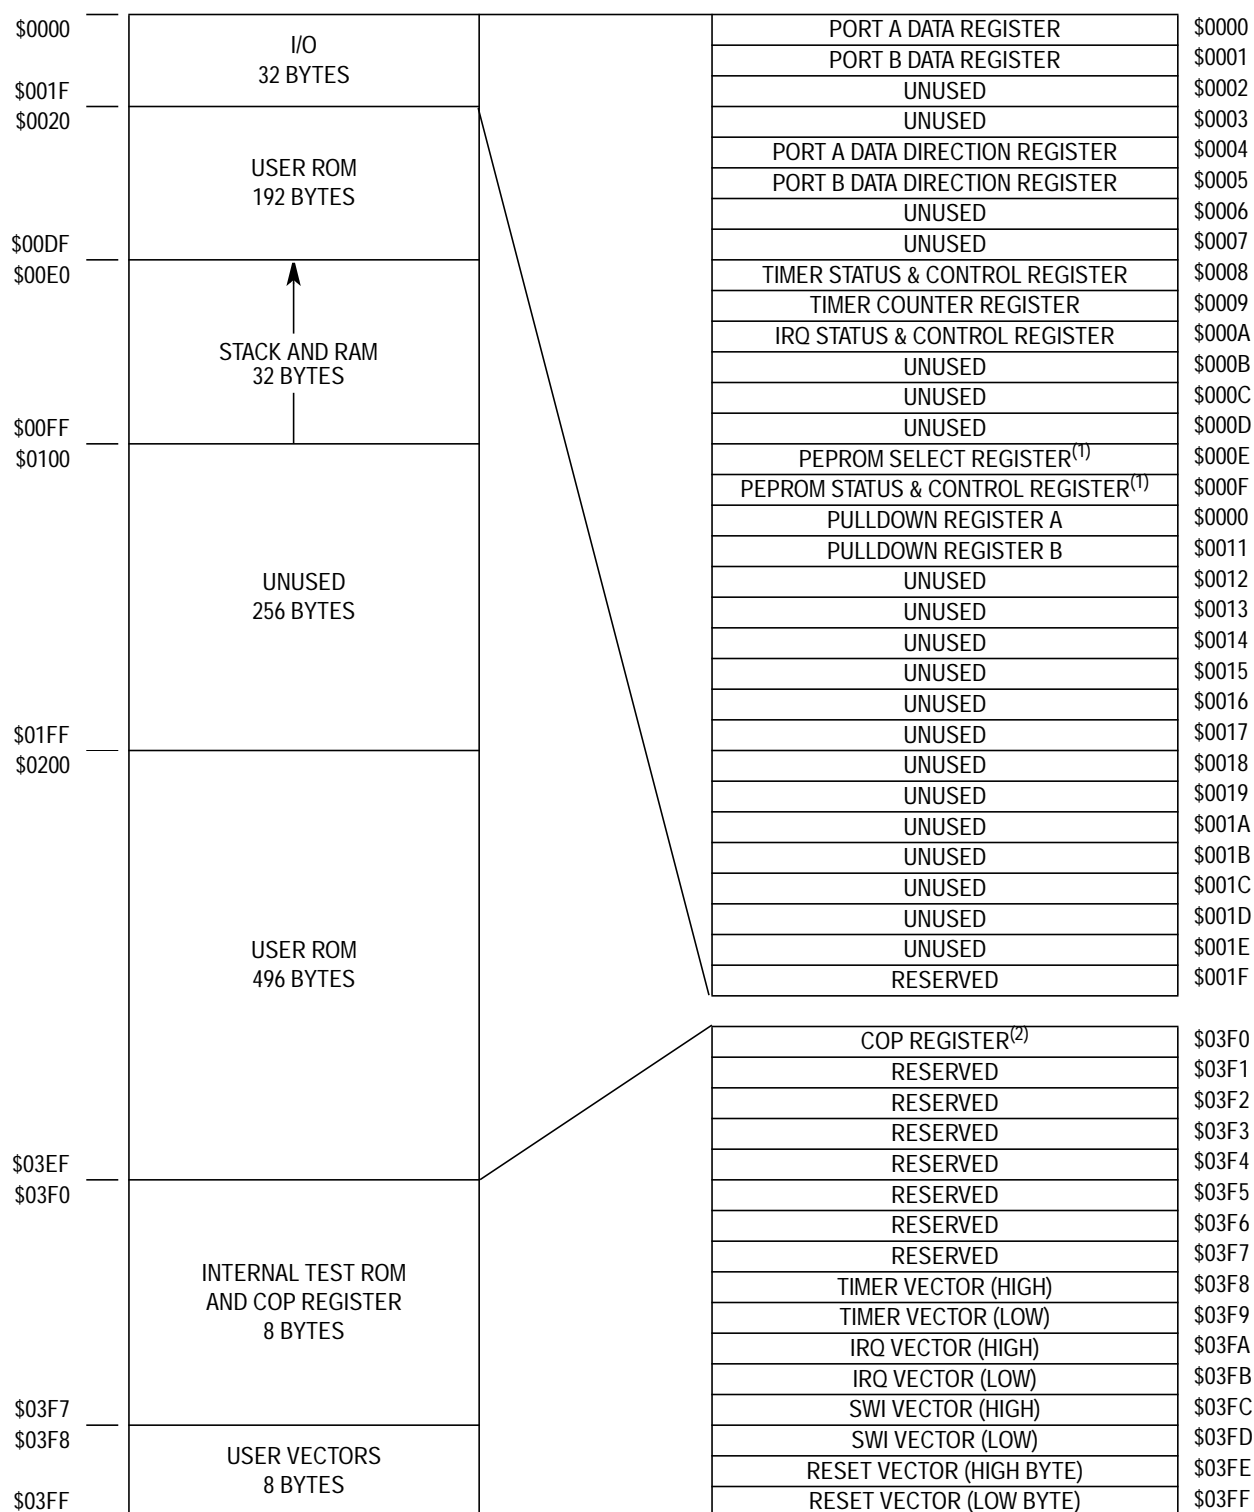 $0000
I/O
32 BYTES
$001F
$0020
USER ROM
192 BYTES
$00DF
$00E0
STACK AND RAM
32 BYTES
$00FF
$0100
UNUSED
256 BYTES
$01FF
$0200
USER ROM
496 BYTES
$03EF
$03F0
INTERNAL TEST ROM
AND COP REGISTER
8 BYTES
$03F7
$03F8
USER VECTORS
8 BYTES
$03FF
PORT A DATA REGISTER $0000
PORT B DATA REGISTER $0001
UNUSED $0002
UNUSED $0003
PORT A DATA DIRECTION REGISTER $0004
PORT B DATA DIRECTION REGISTER $0005
UNUSED $0006
UNUSED $0007
TIMER STATUS & CONTROL REGISTER $0008
TIMER COUNTER REGISTER $0009
IRQ STATUS & CONTROL REGISTER $000A
UNUSED $000B
UNUSED $000C
UNUSED $000D
PEPROM SELECT REGISTER(1) $000E
PEPROM STATUS & CONTROL REGISTER(1) $000F
PULLDOWN REGISTER A $0000
PULLDOWN REGISTER B $0011
UNUSED $0012
UNUSED $0013
UNUSED $0014
UNUSED $0015
UNUSED $0016
UNUSED $0017
UNUSED $0018
UNUSED $0019
UNUSED $001A
UNUSED $001B
UNUSED $001C
UNUSED $001D
UNUSED $001E
RESERVED $001F
COP REGISTER(2) $03F0
RESERVED $03F1
RESERVED $03F2
RESERVED $03F3
RESERVED $03F4
RESERVED $03F5
RESERVED $03F6
RESERVED $03F7
TIMER VECTOR (HIGH) $03F8
TIMER VECTOR (LOW) $03F9
IRQ VECTOR (HIGH) $03FA
IRQ VECTOR (LOW) $03FB
SWI VECTOR (HIGH) $03FC
SWI VECTOR (LOW) $03FD
RESET VECTOR (HIGH BYTE) $03FE
RESET VECTOR (LOW BYTE) $03FF